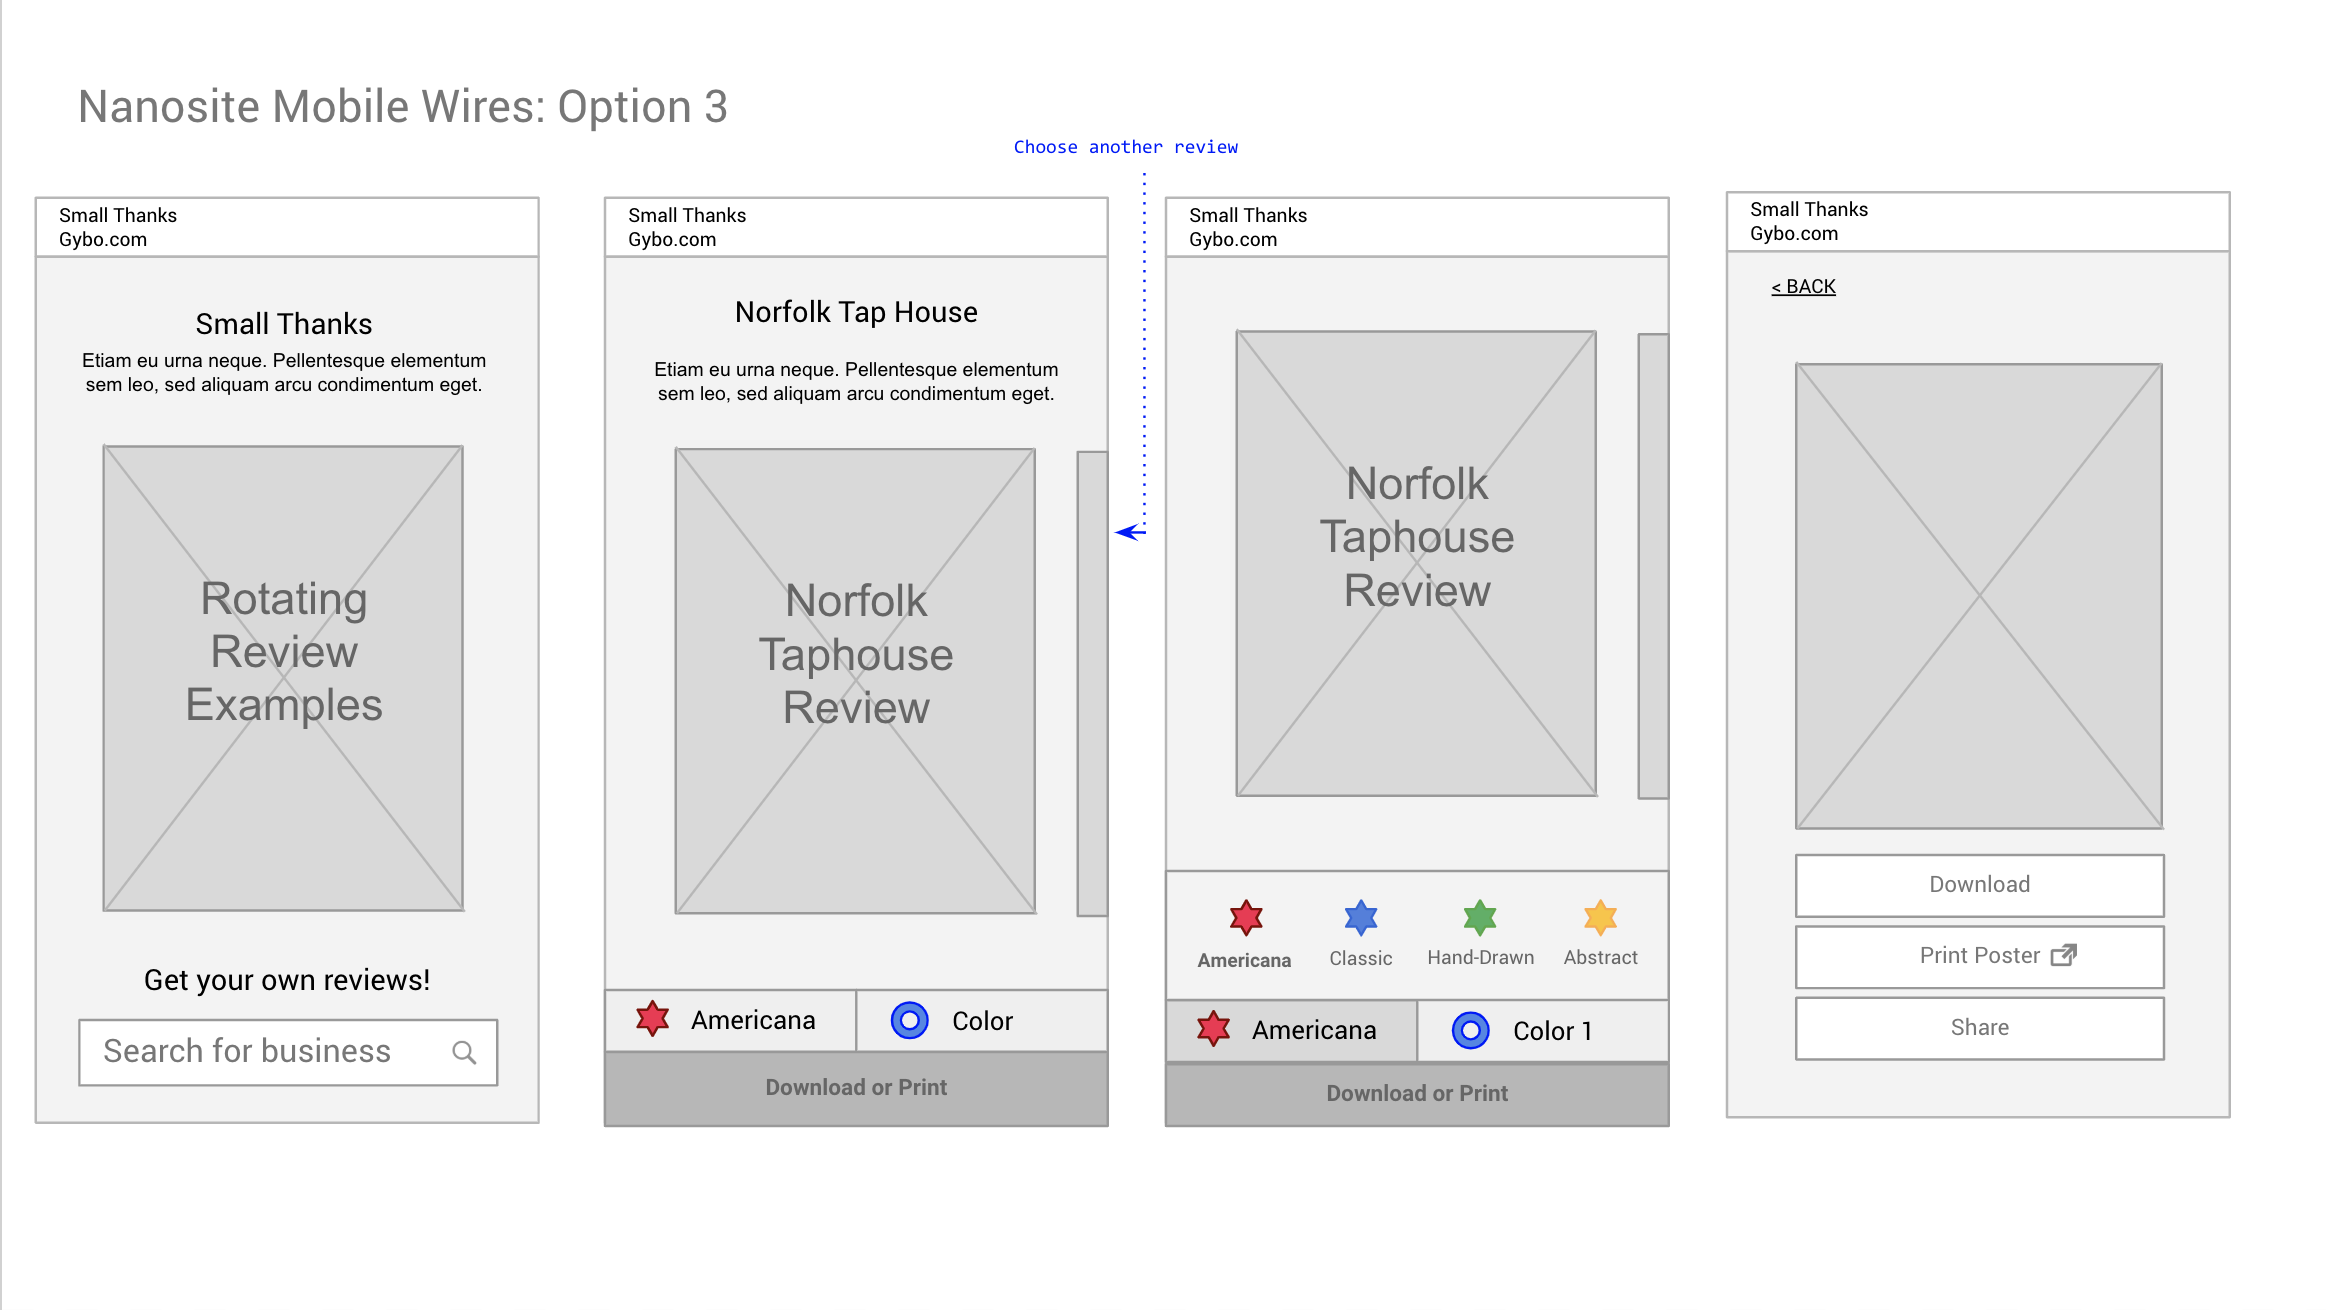 Nanosite Mobile Wires: Option 3
Choose another review
Small Thanks
Gybo.com
Small Thanks
Etiam eu urna neque. Pellentesque elementum
sem leo, sed aliquam arcu condimentum eget.
Rotating
Review
Examples
Get your own reviews!
Search for business
Small Thanks
Gybo.com
Norfolk Tap House
Etiam eu urna neque. Pellentesque elementum
sem leo, sed aliquam arcu condimentum eget.
Norfolk
Taphouse
Review
Americana
Color
Download or Print
Small Thanks
Gybo.com
Norfolk
Taphouse
Review
Americana
Classic
Hand-Drawn
Abstract
Americana
Color 1
Download or Print
Small Thanks
Gybo.com
< BACK
Download
Print Poster
Share